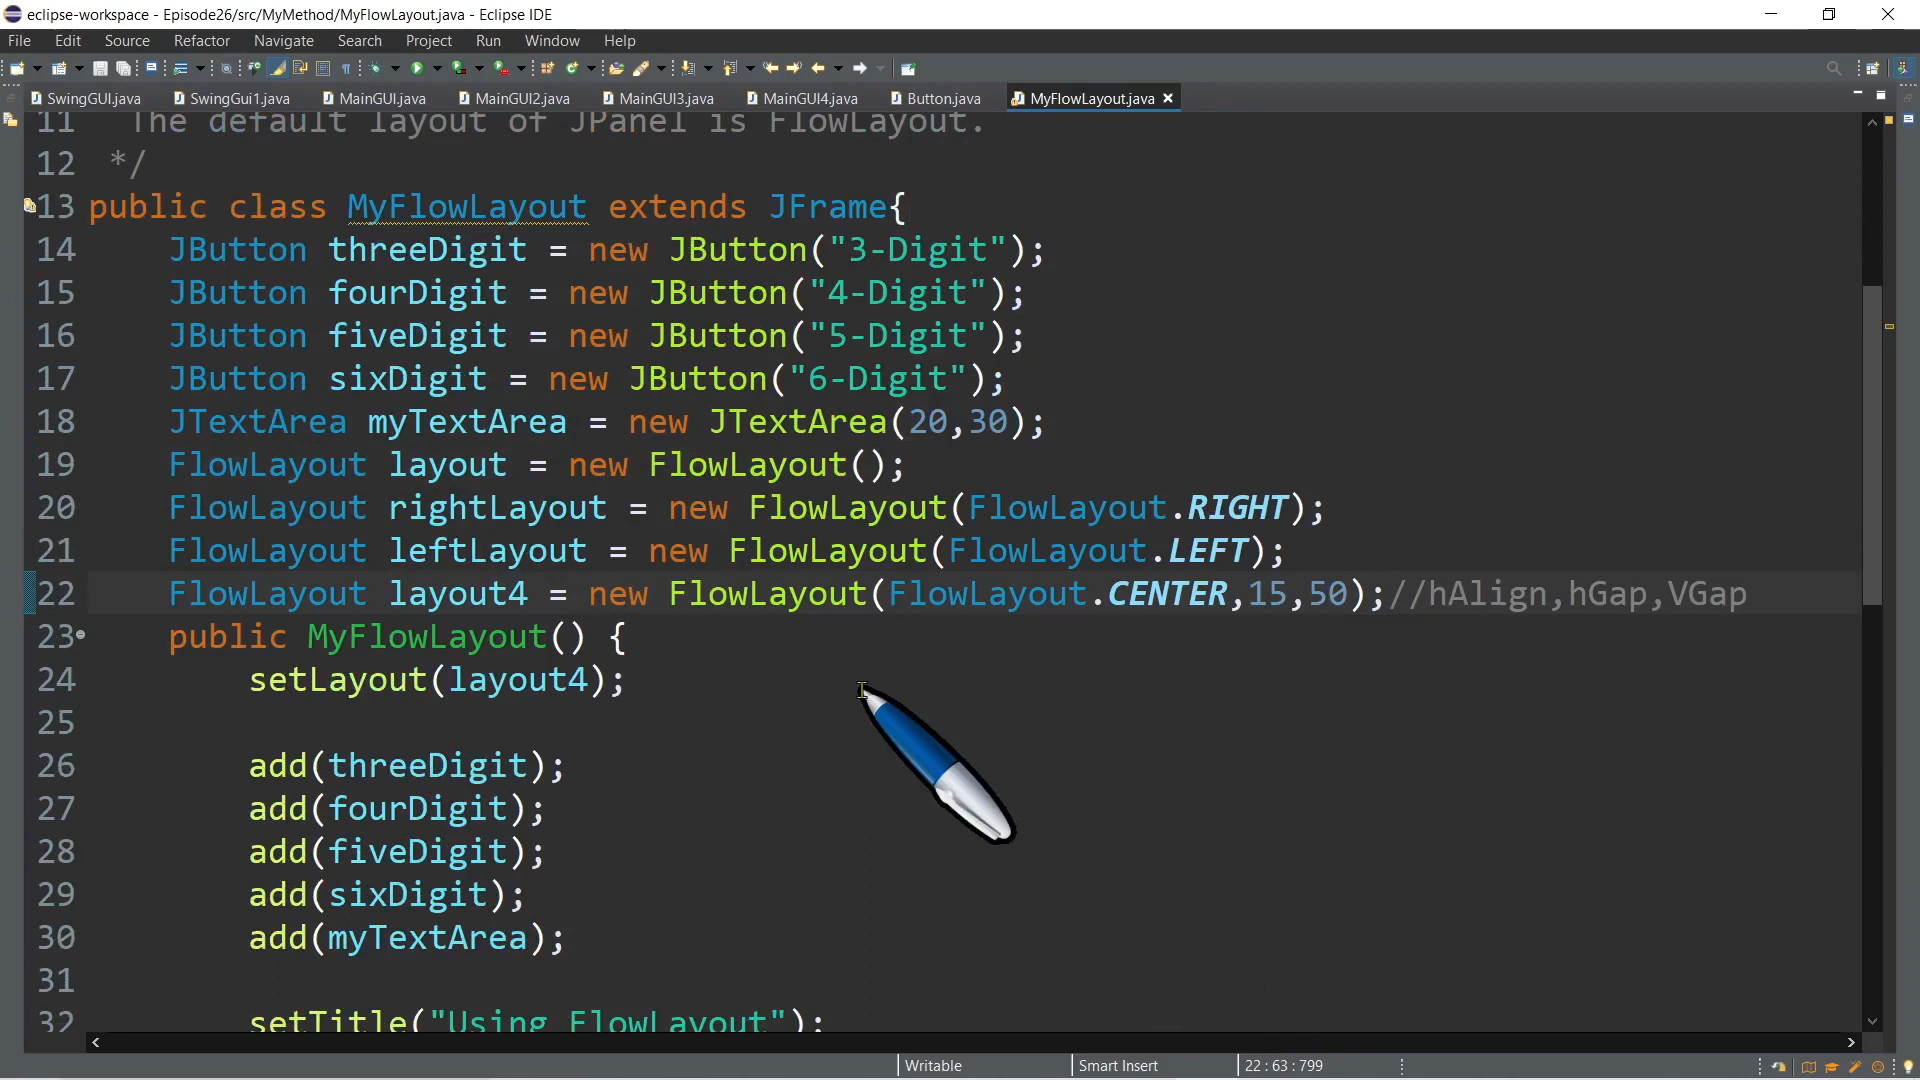 eclipse-workspace - Episode26/src/MyMethod/MyFlowLayout.java - Eclipse IDE
File Edit Source Refactor Navigate Search Project Run Window Help
SwingGUI.java SwingGui1.java MainGUI.java MainGUI2.java MainGUI3.java MainGUI4.java Button.java MyFlowLayout.java
11 The default layout of JPanel is FlowLayout.
12 */
13 public class MyFlowLayout extends JFrame{
14 JButton threeDigit = new JButton("3-Digit");
15 JButton fourDigit = new JButton("4-Digit");
16 JButton fiveDigit = new JButton("5-Digit");
17 JButton sixDigit = new JButton("6-Digit");
18 JTextArea myTextArea = new JTextArea(20,30);
19 FlowLayout layout = new FlowLayout();
20 FlowLayout rightLayout = new FlowLayout(FlowLayout.RIGHT);
21 FlowLayout leftLayout = new FlowLayout(FlowLayout.LEFT);
22 FlowLayout layout4 = new FlowLayout(FlowLayout.CENTER,15,50);//hAlign,hGap,VGap
23 public MyFlowLayout() {
24 setLayout(layout4);
25
26 add(threeDigit);
27 add(fourDigit);
28 add(fiveDigit);
29 add(sixDigit);
30 add(myTextArea);
31
32 setTitle("Using FlowLayout");
Writable Smart Insert 22 : 63 : 799